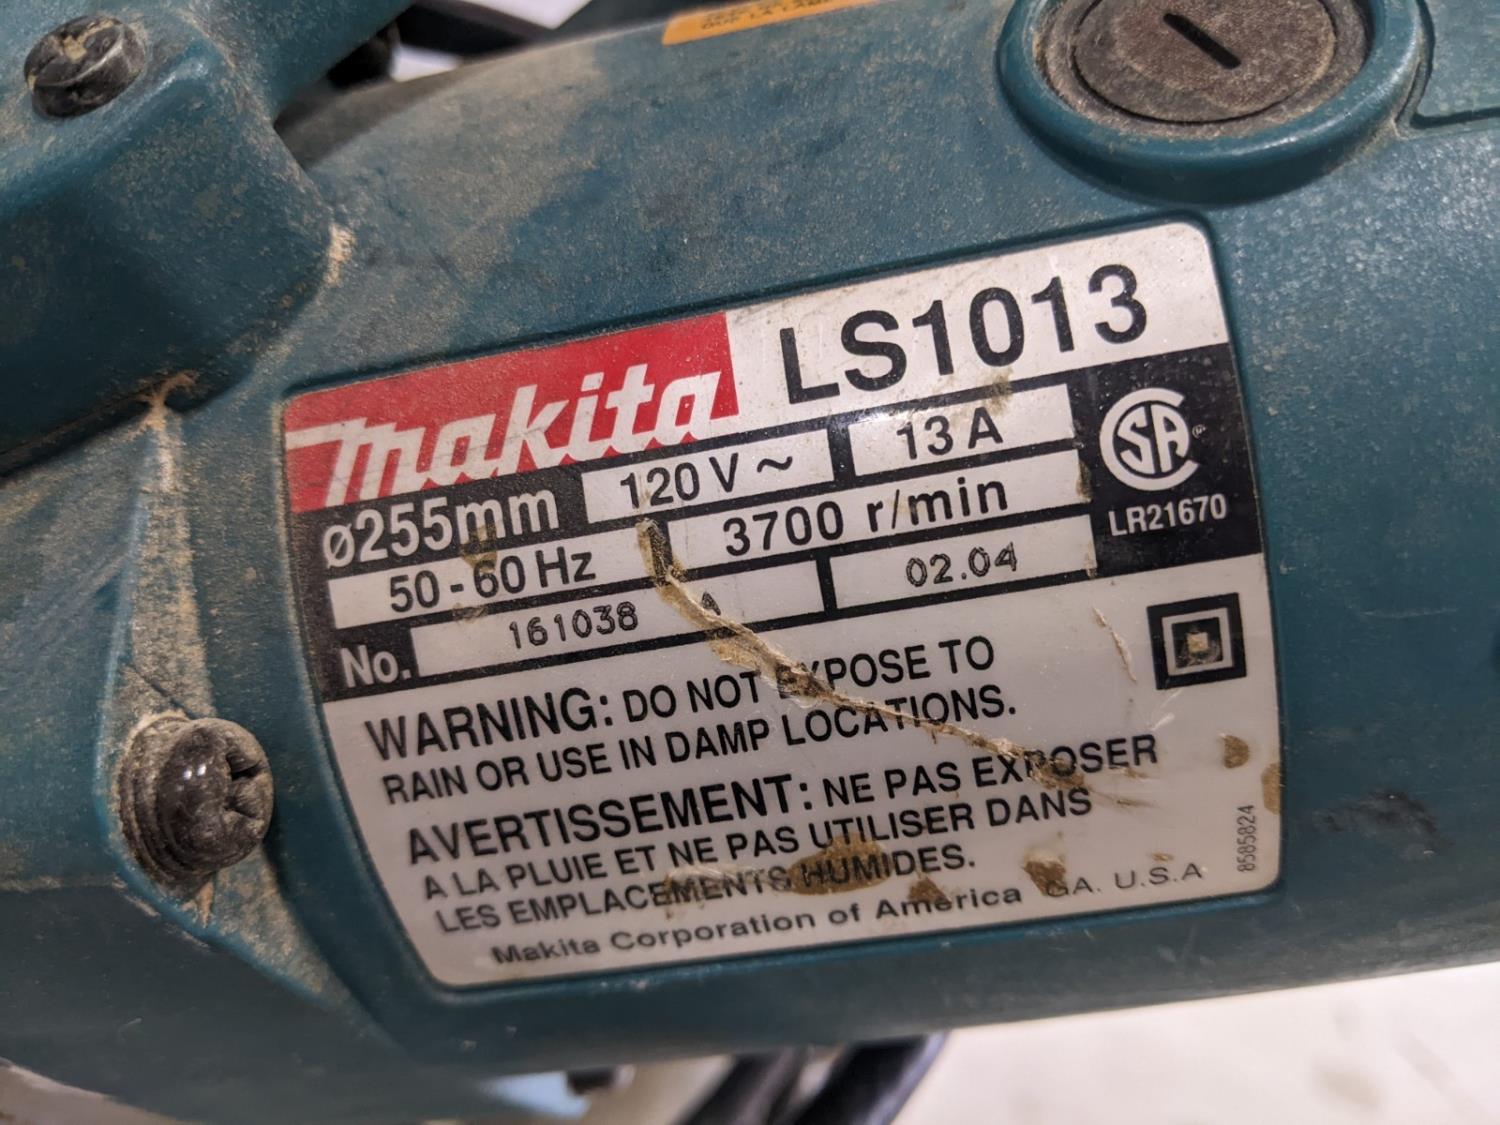 makita LS1013
ø255mm 120 V ~ 13 A
50-60 Hz 3700 r/min
No. 161038 A 02.04
CSA
LR21670
WARNING: DO NOT EXPOSE TO
RAIN OR USE IN DAMP LOCATIONS.
AVERTISSEMENT: NE PAS EXPOSER
A LA PLUIE ET NE PAS UTILISER DANS
LES EMPLACEMENTS HUMIDES.
Makita Corporation of America GA. U.S.A
8585824